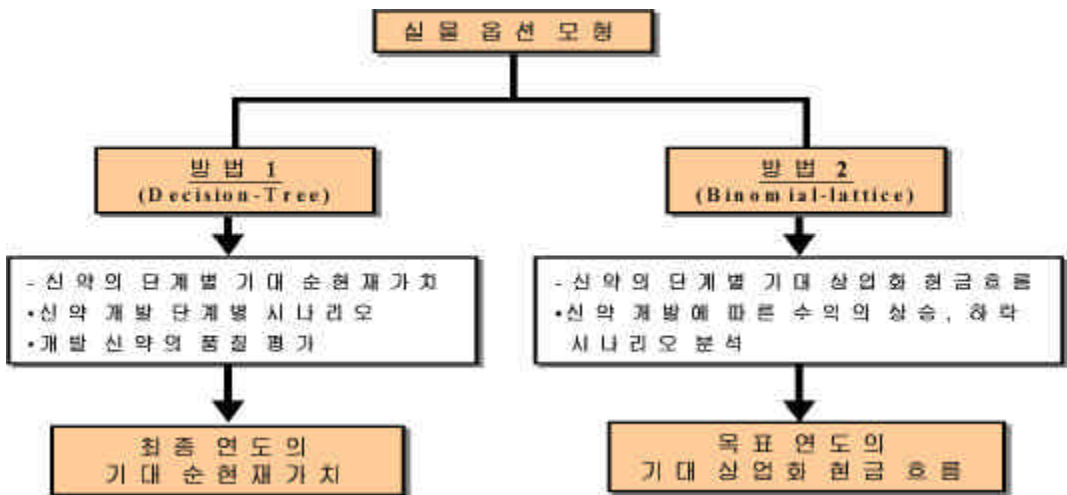 실물옵션모형
방법 1
(Decision-Tree)
방법 2
(Binomial-lattice)
- 신약의 단계별 기대 순현재가치
•신약 개발 단계별 시나리오
•개발 신약의 품질 평가
- 신약의 단계별 기대 상업화 현금흐름
•신약 개발에 따른 수익의 상승, 하락
시나리오 분석
최종 연도의
기대 순현재가치
목표 연도의
기대 상업화 현금 흐름